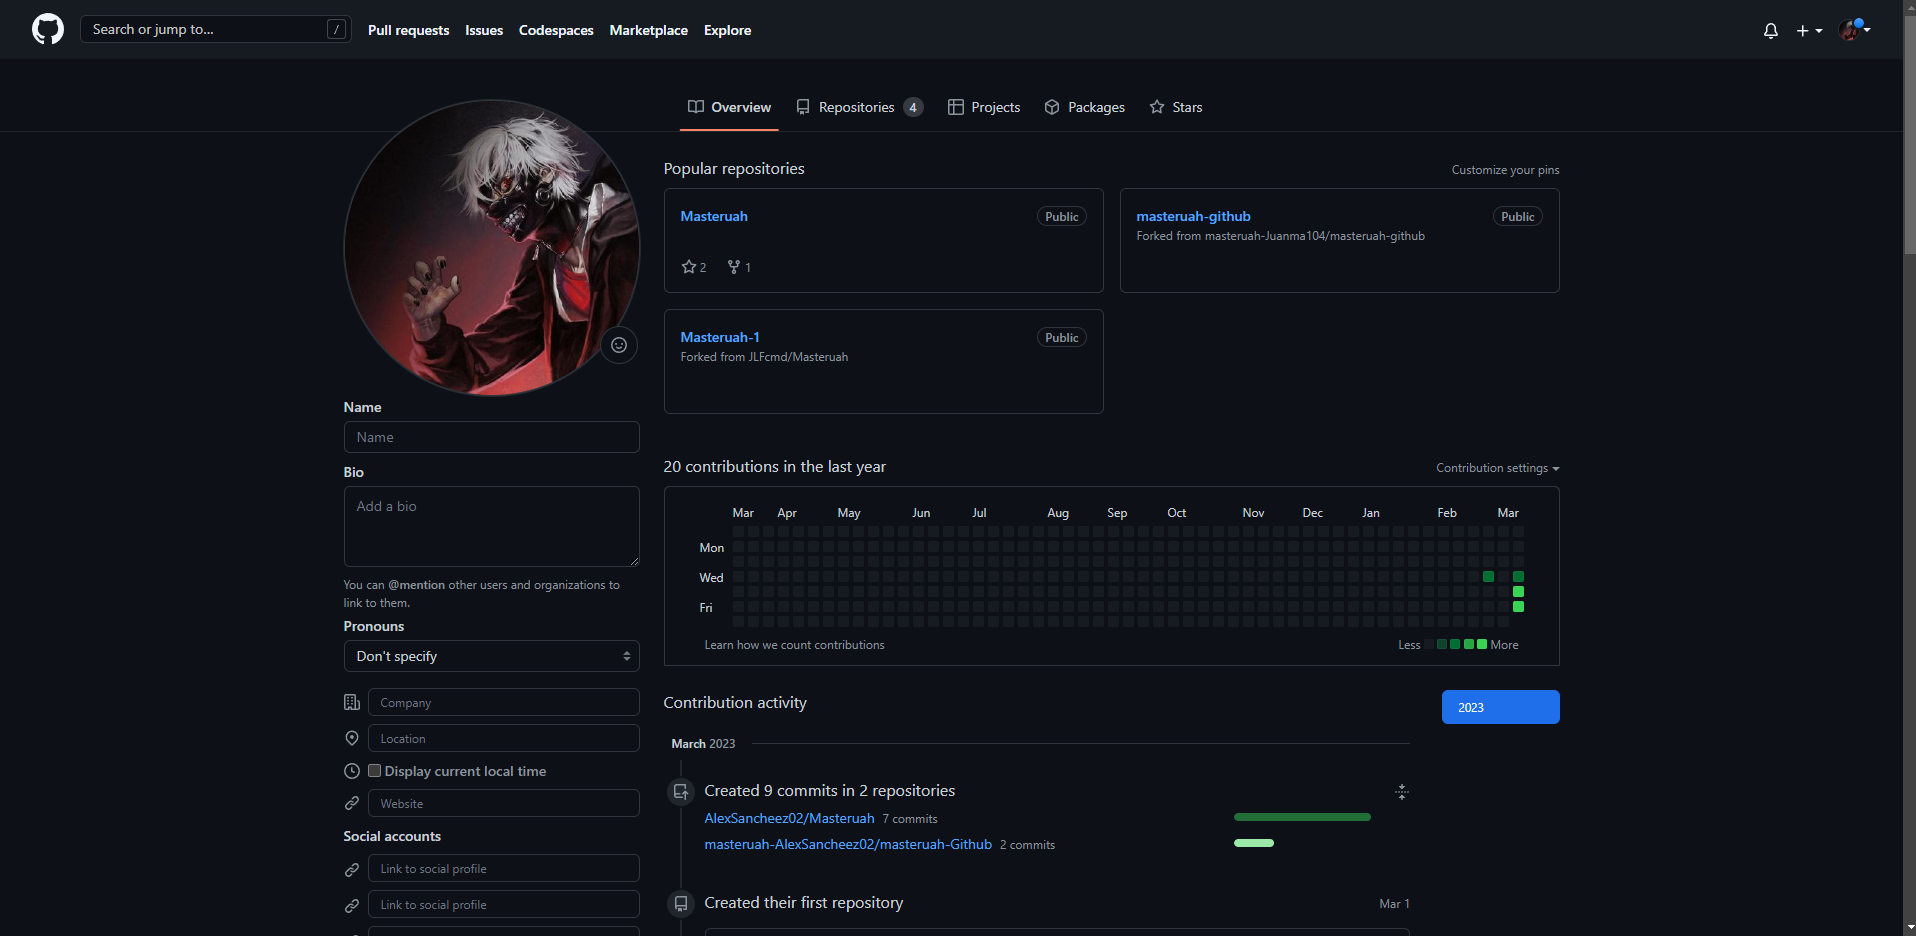 Search or jump to...
/
Pull requests
Issues
Codespaces
Marketplace
Explore
Overview
Repositories 4
Projects
Packages
Stars
Name
Name
Bio
Add a bio
You can @mention other users and organizations to
link to them.
Pronouns
Don't specify
Company
Location
Display current local time
Website
Social accounts
Link to social profile
Link to social profile
Popular repositories
Customize your pins
Masteruah
Public
2
1
masteruah-github
Public
Forked from masteruah-Juanma104/masteruah-github
Masteruah-1
Public
Forked from JLFcmd/Masteruah
20 contributions in the last year
Contribution settings
Mar Apr May Jun Jul Aug Sep Oct Nov Dec Jan Feb Mar
Mon
Wed
Fri
Learn how we count contributions
Less
More
Contribution activity
2023
March 2023
Created 9 commits in 2 repositories
AlexSancheez02/Masteruah 7 commits
masteruah-AlexSancheez02/masteruah-Github 2 commits
Created their first repository
Mar 1